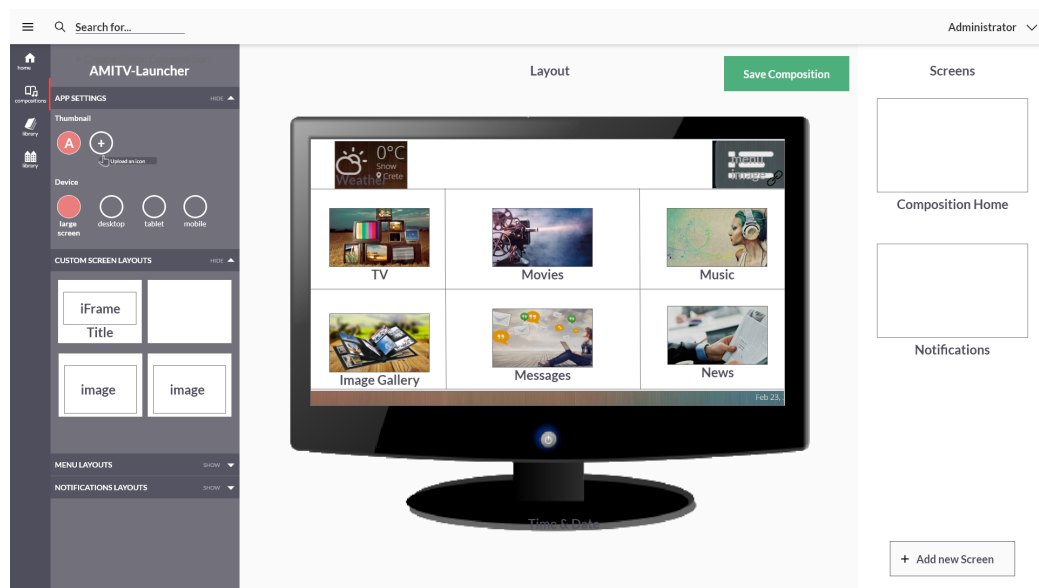 Search for...
Administrator
home
compositions
library
library
AMITV-Launcher
APP SETTINGS
HIDE
Thumbnail
A
+
Upload an icon
Device
large screen
desktop
tablet
mobile
CUSTOM SCREEN LAYOUTS
HIDE
iFrame
Title
image
image
MENU LAYOUTS
SHOW
NOTIFICATIONS LAYOUTS
SHOW
Layout
Save Composition
0°C
Snow
Crete
Weather
menu
image
TV
Movies
Music
Image Gallery
Messages
News
Feb 23,
Time & Date
Screens
Composition Home
Notifications
+ Add new Screen